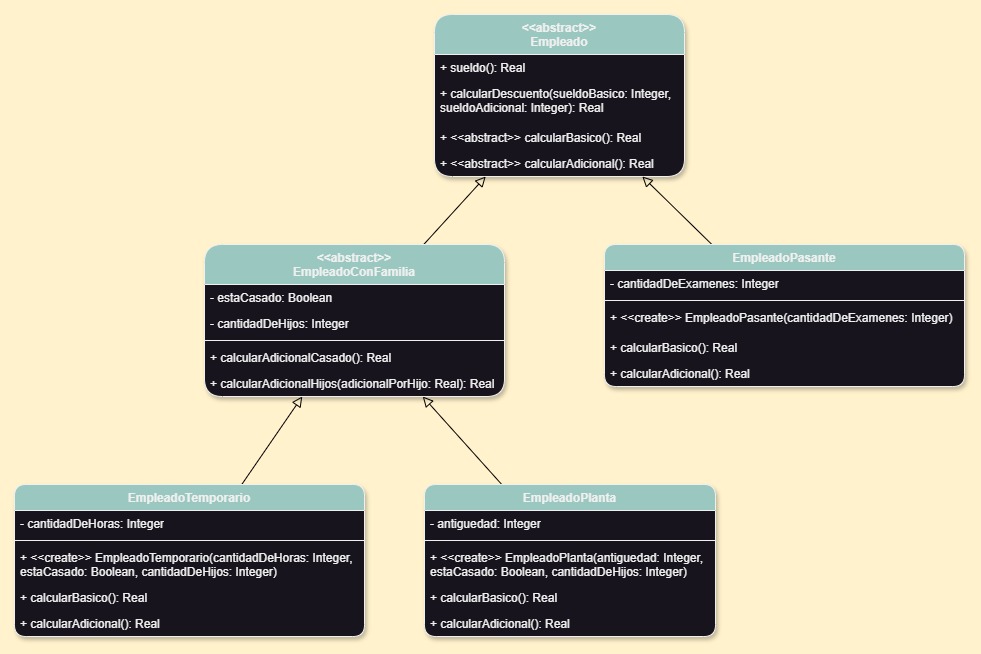 <<abstract>>
Empleado
+ sueldo(): Real
+ calcularDescuento(sueldoBasico: Integer,
sueldoAdicional: Integer): Real
+ <<abstract>> calcularBasico(): Real
+ <<abstract>> calcularAdicional(): Real
<<abstract>>
EmpleadoConFamilia
- estaCasado: Boolean
- cantidadDeHijos: Integer
+ calcularAdicionalCasado(): Real
+ calcularAdicionalHijos(adicionalPorHijo: Real): Real
EmpleadoPasante
- cantidadDeExamenes: Integer
+ <<create>> EmpleadoPasante(cantidadDeExamenes: Integer)
+ calcularBasico(): Real
+ calcularAdicional(): Real
EmpleadoTemporario
- cantidadDeHoras: Integer
+ <<create>> EmpleadoTemporario(cantidadDeHoras: Integer,
estaCasado: Boolean, cantidadDeHijos: Integer)
+ calcularBasico(): Real
+ calcularAdicional(): Real
EmpleadoPlanta
- antiguedad: Integer
+ <<create>> EmpleadoPlanta(antiguedad: Integer,
estaCasado: Boolean, cantidadDeHijos: Integer)
+ calcularBasico(): Real
+ calcularAdicional(): Real